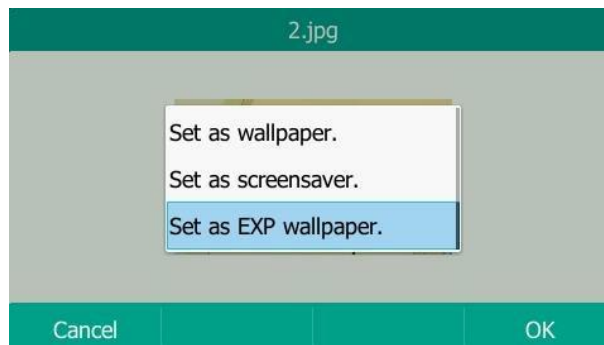 2.jpg
Set as wallpaper.
Set as screensaver.
Set as EXP wallpaper.
Cancel
OK